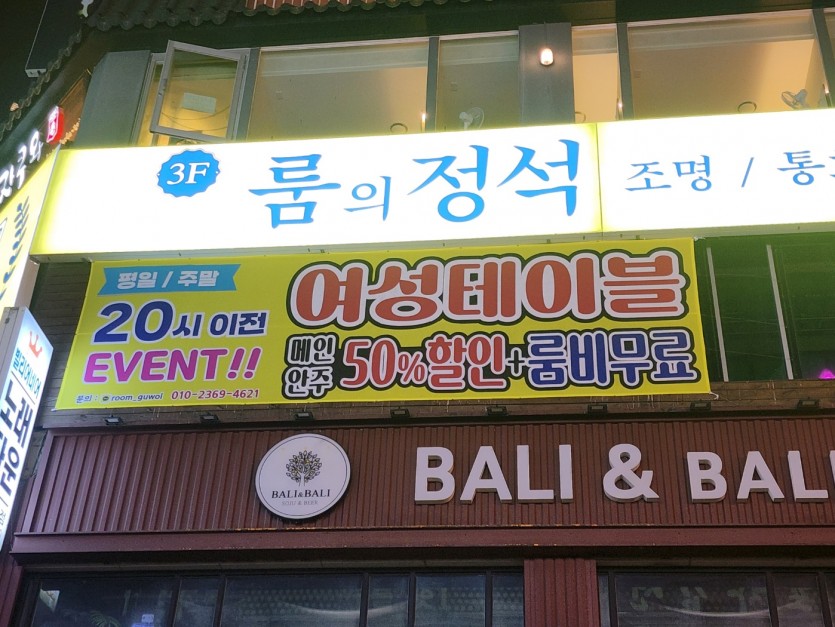 3F
룸의정석
조명 / 통
평일 / 주말
20시 이전
EVENT!!
여성테이블
메인
안주
50%할인+룸비무료
문의 : room_guwol 010-2369-4621
BALI&BALI
BALI & BALI